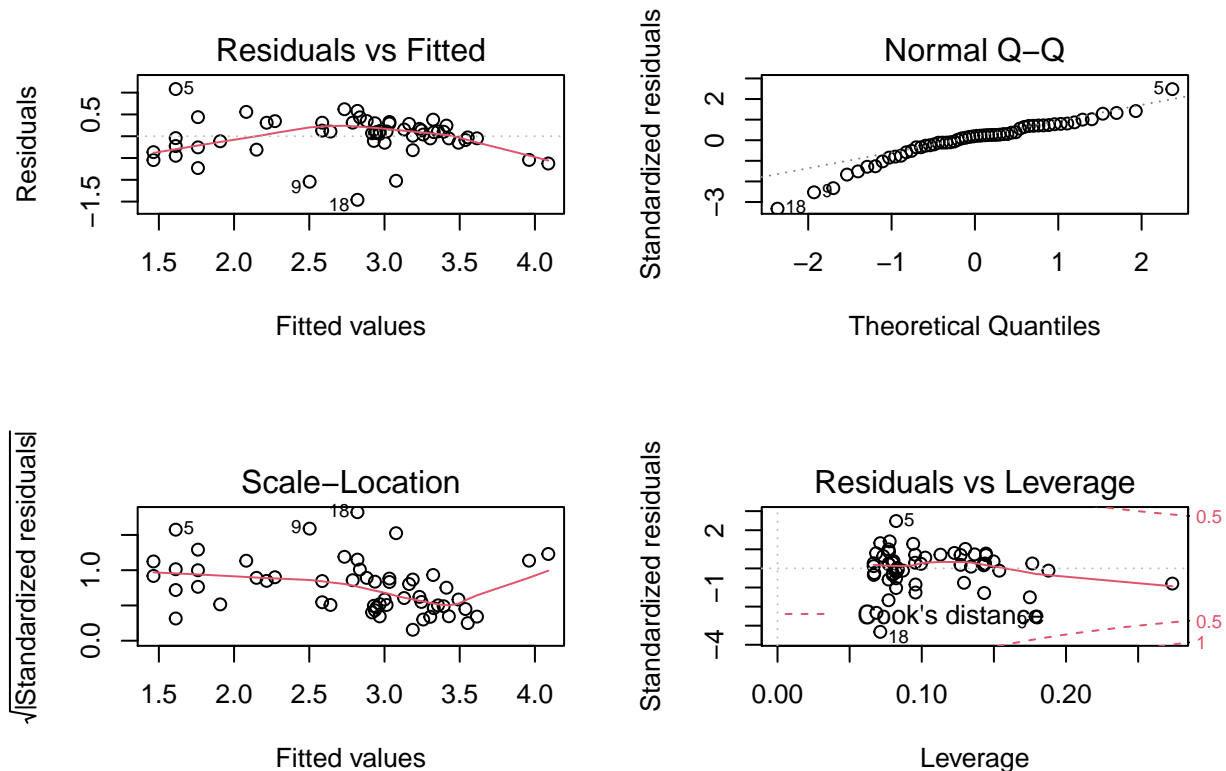 Residuals vs Fitted
Residuals
0.5
−1.5
5
9
18
1.5 2.0 2.5 3.0 3.5 4.0
Fitted values
Normal Q−Q
Standardized residuals
2
0
−3
5
9
18
−2 −1 0 1 2
Theoretical Quantiles
Scale−Location
√|Standardized residuals|
1.0
0.0
5
9
18
1.5 2.0 2.5 3.0 3.5 4.0
Fitted values
Residuals vs Leverage
Standardized residuals
2
−1
−4
5
0.5
Cook's distance
9
0.5
18
1
0.00 0.10 0.20
Leverage